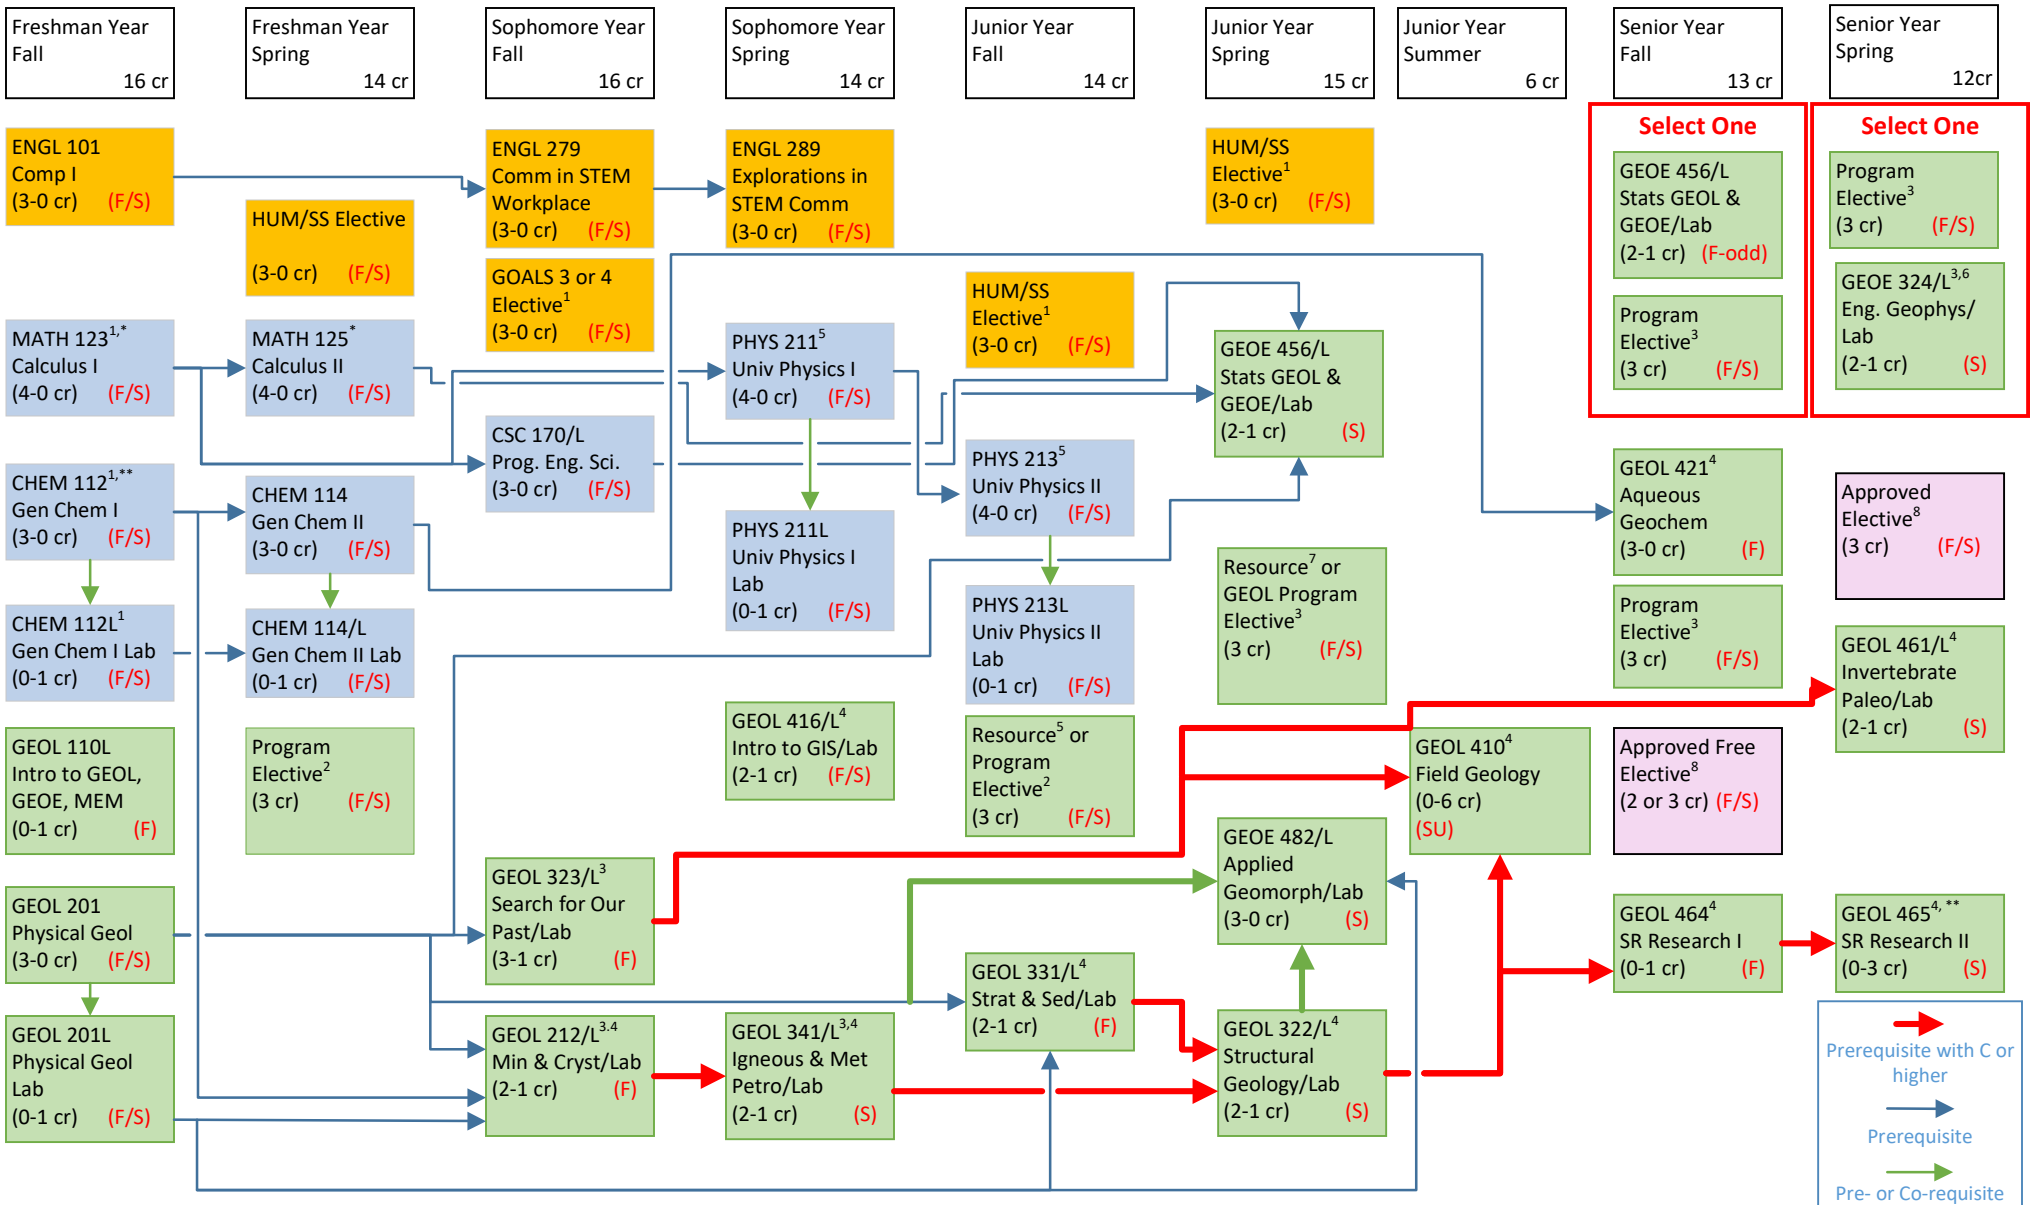 Freshman Year
Fall
16 cr
Freshman Year
Spring
14 cr
Sophomore Year
Fall
16 cr
Sophomore Year
Spring
14 cr
Junior Year
Fall
14 cr
Junior Year
Spring
15 cr
Junior Year
Summer
6 cr
Senior Year
Fall
13 cr
Senior Year
Spring
12cr
ENGL 101
Comp I
(3-0 cr) (F/S)
MATH 123¹,*
Calculus I
(4-0 cr) (F/S)
CHEM 112¹,**
Gen Chem I
(3-0 cr) (F/S)
CHEM 112L¹
Gen Chem I Lab
(0-1 cr) (F/S)
GEOL 110L
Intro to GEOL,
GEOE, MEM
(0-1 cr) (F)
GEOL 201
Physical Geol
(3-0 cr) (F/S)
GEOL 201L
Physical Geol
Lab
(0-1 cr) (F/S)
HUM/SS Elective
(3-0 cr) (F/S)
MATH 125*
Calculus II
(4-0 cr) (F/S)
CHEM 114
Gen Chem II
(3-0 cr) (F/S)
CHEM 114/L
Gen Chem II Lab
(0-1 cr) (F/S)
Program
Elective²
(3 cr) (F/S)
ENGL 279
Comm in STEM
Workplace
(3-0 cr) (F/S)
GOALS 3 or 4
Elective¹
(3-0 cr) (F/S)
CSC 170/L
Prog. Eng. Sci.
(3-0 cr) (F/S)
GEOL 323/L³
Search for Our
Past/Lab
(3-1 cr) (F)
GEOL 212/L³·⁴
Min & Cryst/Lab
(2-1 cr) (F)
ENGL 289
Explorations in
STEM Comm
(3-0 cr) (F/S)
PHYS 211⁵
Univ Physics I
(4-0 cr) (F/S)
PHYS 211L
Univ Physics I
Lab
(0-1 cr) (F/S)
GEOL 416/L⁴
Intro to GIS/Lab
(2-1 cr) (F/S)
GEOL 341/L³,⁴
Igneous & Met
Petro/Lab
(2-1 cr) (S)
HUM/SS
Elective¹
(3-0 cr) (F/S)
PHYS 213⁵
Univ Physics II
(4-0 cr) (F/S)
PHYS 213L
Univ Physics II
Lab
(0-1 cr) (F/S)
Resource⁵ or
Program
Elective²
(3 cr) (F/S)
GEOL 331/L⁴
Strat & Sed/Lab
(2-1 cr) (F)
HUM/SS
Elective¹
(3-0 cr) (F/S)
GEOE 456/L
Stats GEOL &
GEOE/Lab
(2-1 cr) (S)
Resource⁷ or
GEOL Program
Elective³
(3 cr) (F/S)
GEOE 482/L
Applied
Geomorph/Lab
(3-0 cr) (S)
GEOL 322/L⁴
Structural
Geology/Lab
(2-1 cr) (S)
GEOL 410⁴
Field Geology
(0-6 cr)
(SU)
Select One
GEOE 456/L
Stats GEOL &
GEOE/Lab
(2-1 cr) (F-odd)
Program
Elective³
(3 cr) (F/S)
GEOL 421⁴
Aqueous
Geochem
(3-0 cr) (F)
Program
Elective³
(3 cr) (F/S)
Approved Free
Elective⁸
(2 or 3 cr) (F/S)
GEOL 464⁴
SR Research I
(0-1 cr) (F)
Select One
Program
Elective³
(3 cr) (F/S)
GEOE 324/L³,⁶
Eng. Geophys/
Lab
(2-1 cr) (S)
Approved
Elective⁸
(3 cr) (F/S)
GEOL 461/L⁴
Invertebrate
Paleo/Lab
(2-1 cr) (S)
GEOL 465⁴, **
SR Research II
(0-3 cr) (S)
Prerequisite with C or
higher
Prerequisite
Pre- or Co-requisite